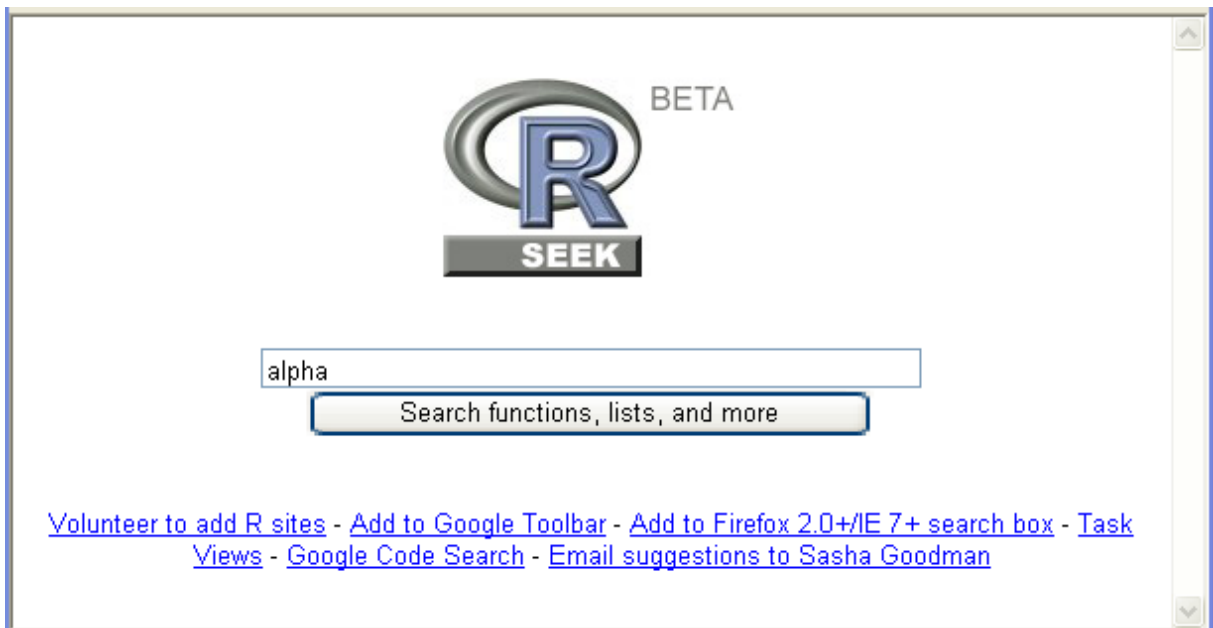 BETA
R
SEEK
alpha
Search functions, lists, and more
Volunteer to add R sites - Add to Google Toolbar - Add to Firefox 2.0+/IE 7+ search box - Task
Views - Google Code Search - Email suggestions to Sasha Goodman